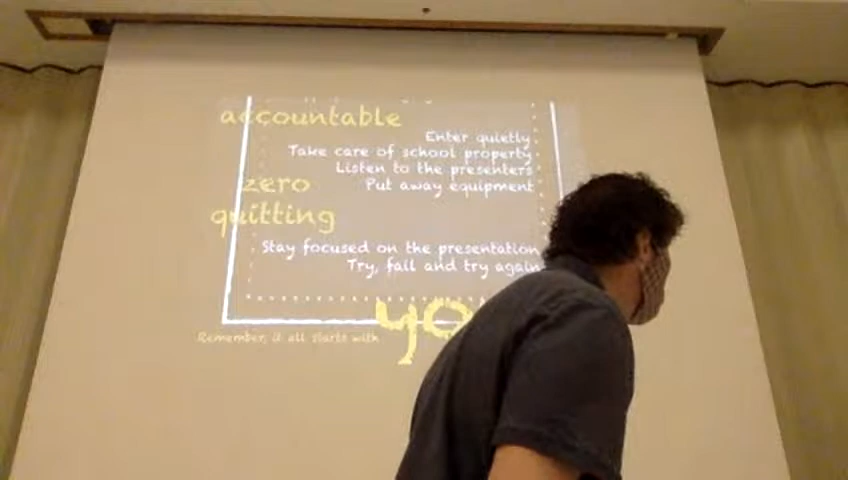 accountable
Enter quietly
Take care of school property
Listen to the presenters
Put away equipment
zero
quitting
Stay focused on the presentation
Try, fail and try again
Remember, it all starts with